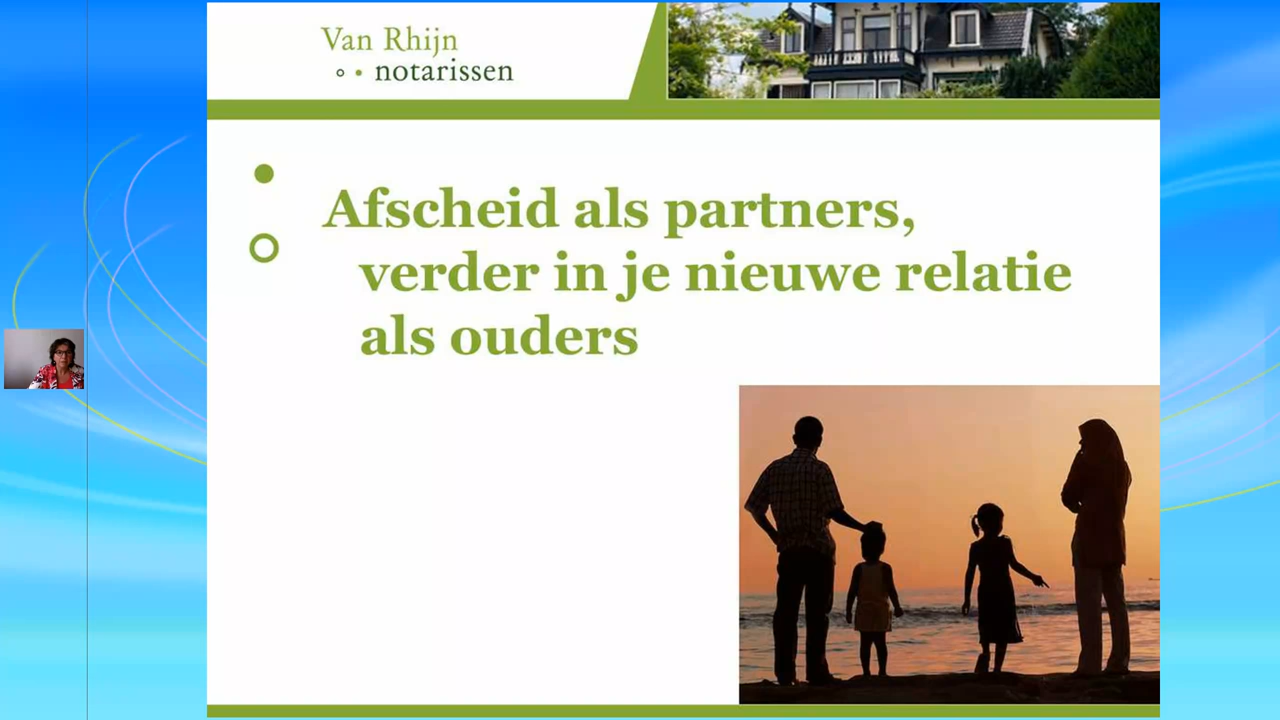 Van Rhijn
notarissen
Afscheid als partners,
verder in je nieuwe relatie
als ouders